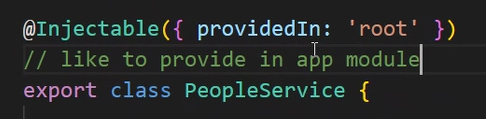 @Injectable({ providedIn: 'root' })
// like to provide in app module
export class PeopleService {